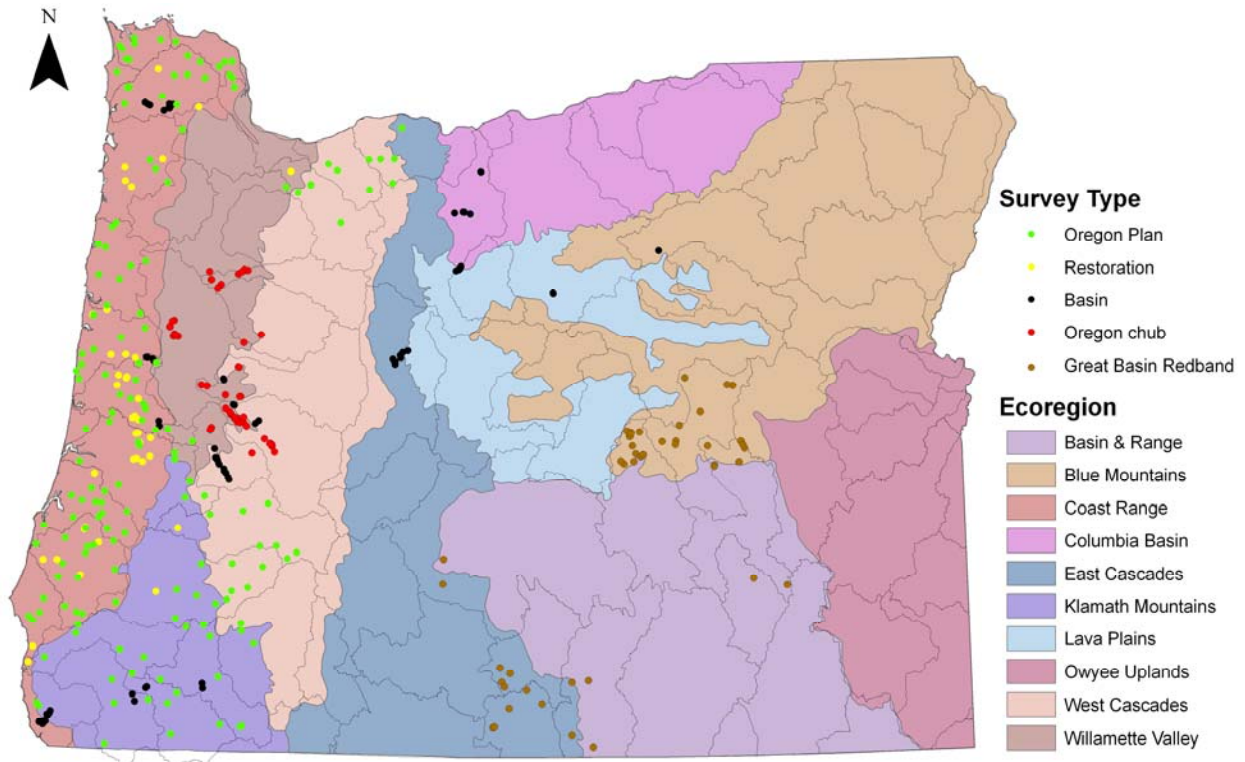 N
Survey Type
Oregon Plan
Restoration
Basin
Oregon chub
Great Basin Redband
Ecoregion
Basin & Range
Blue Mountains
Coast Range
Columbia Basin
East Cascades
Klamath Mountains
Lava Plains
Owyee Uplands
West Cascades
Willamette Valley